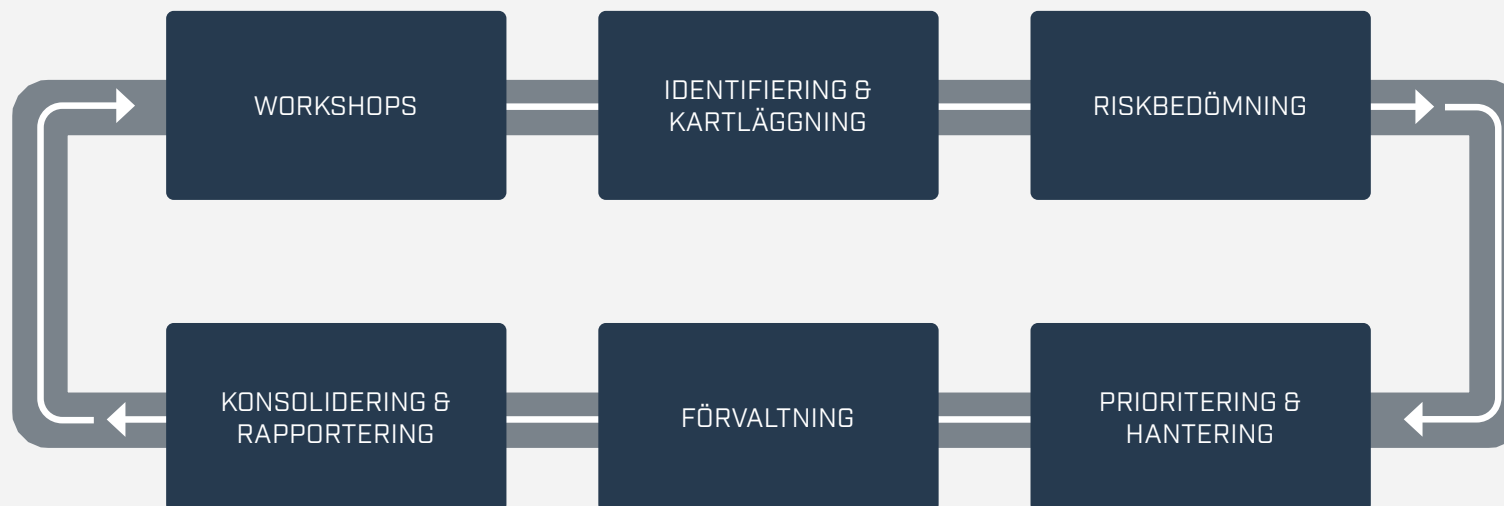 WORKSHOPS
IDENTIFIERING &
KARTLÄGGNING
RISKBEDÖMNING
KONSOLIDERING &
RAPPORTERING
FÖRVALTNING
PRIORITERING &
HANTERING